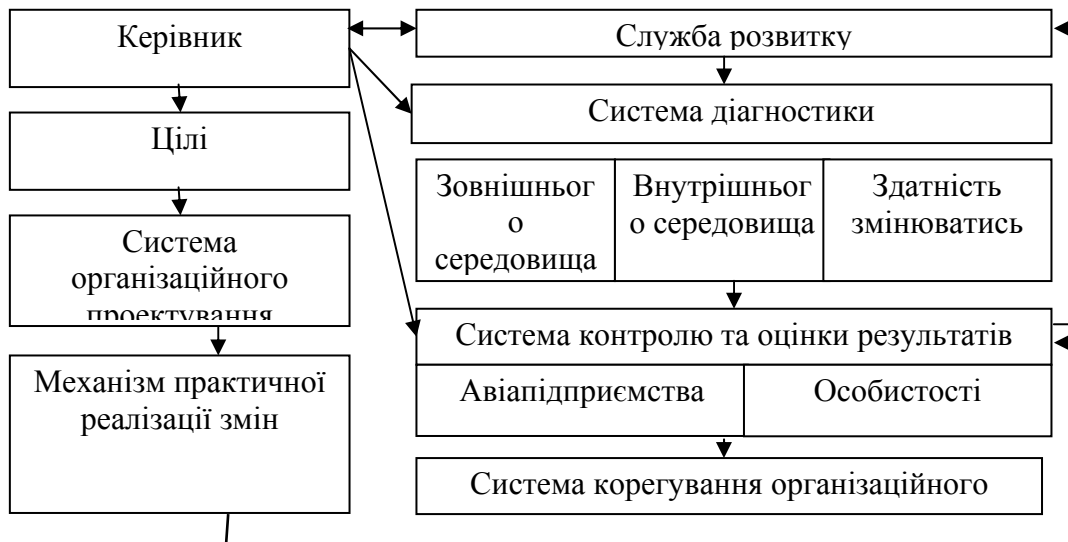 Керівник
Цілі
Система
організаційного
проектування
Механізм практичної
реалізації змін
Служба розвитку
Система діагностики
Зовнішньог
о
середовища
Внутрішньог
о середовища
Здатність
змінюватись
Система контролю та оцінки результатів
Авіапідприємства
Особистості
Система корегування організаційного